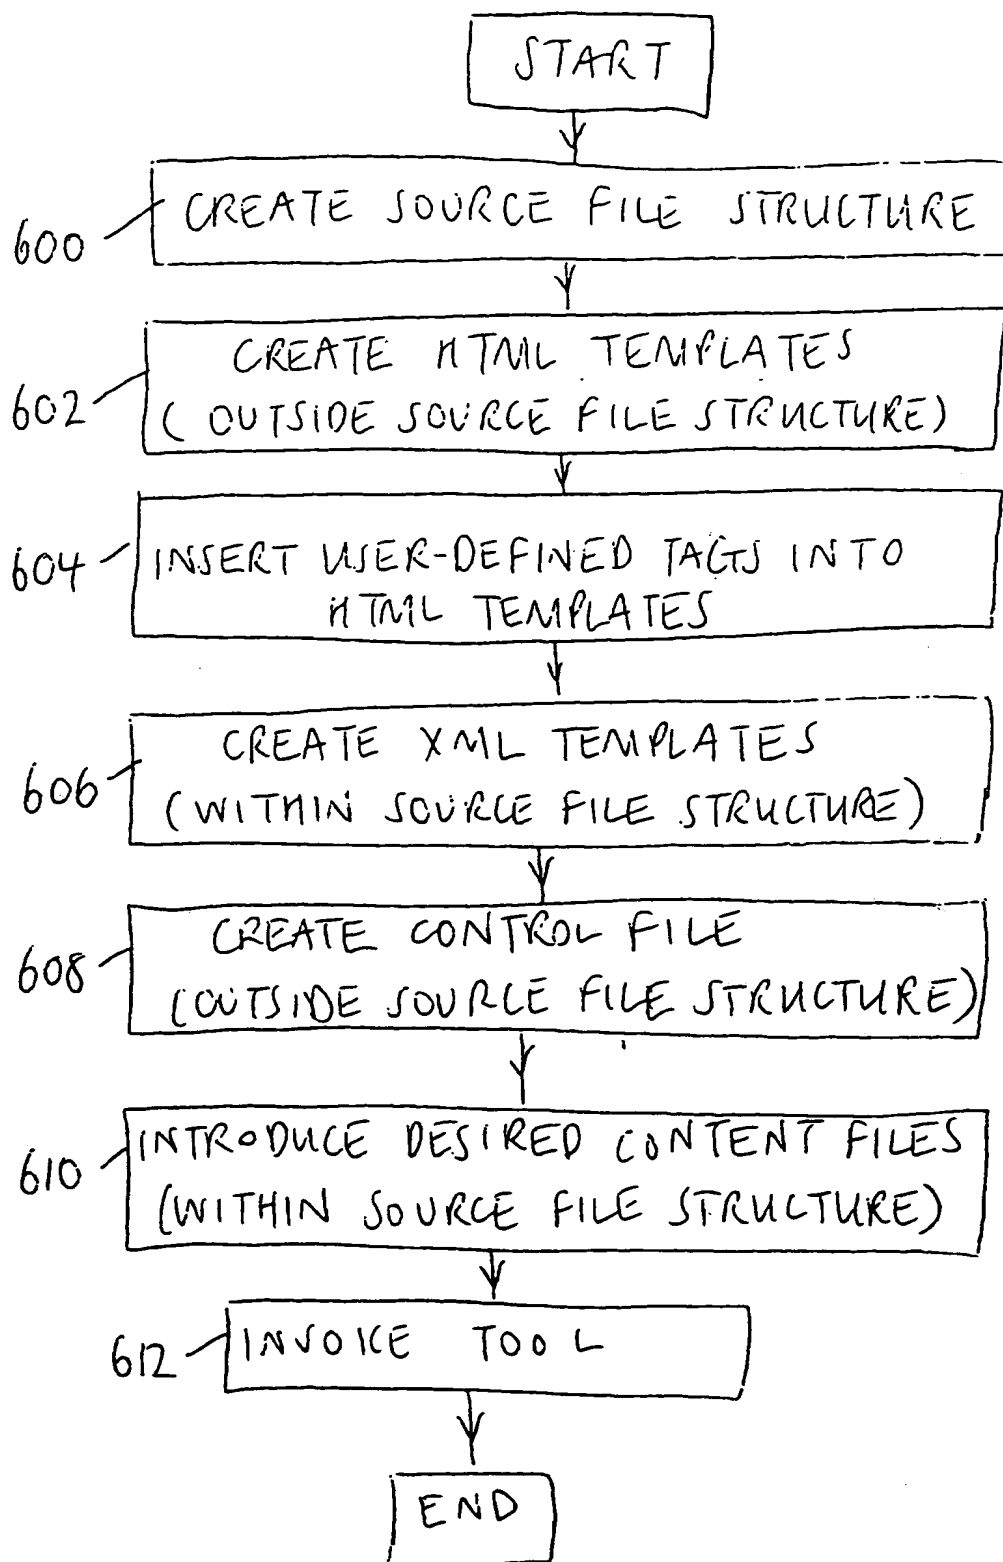 START
600
CREATE SOURCE FILE STRUCTURE
602
CREATE HTML TEMPLATES
(OUTSIDE SOURCE FILE STRUCTURE)
604
INSERT USER-DEFINED TAGS INTO
HTML TEMPLATES
606
CREATE XML TEMPLATES
(WITHIN SOURCE FILE STRUCTURE)
608
CREATE CONTROL FILE
(OUTSIDE SOURCE FILE STRUCTURE)
610
INTRODUCE DESIRED CONTENT FILES
(WITHIN SOURCE FILE STRUCTURE)
612
INVOKE TOOL
END